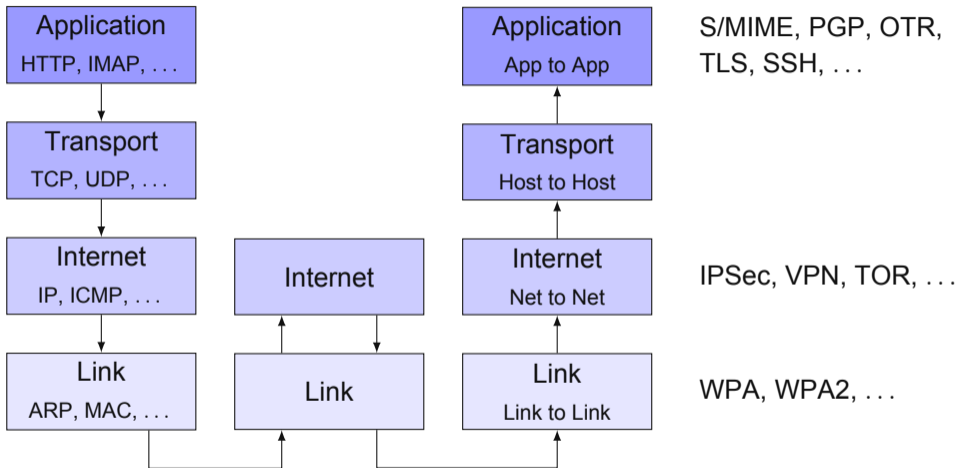 Application
HTTP, IMAP, . . .
Transport
TCP, UDP, . . .
Internet
IP, ICMP, . . .
Link
ARP, MAC, . . .
Internet
Link
Application
App to App
Transport
Host to Host
Internet
Net to Net
Link
Link to Link
S/MIME, PGP, OTR,
TLS, SSH, . . .
IPSec, VPN, TOR, . . .
WPA, WPA2, . . .